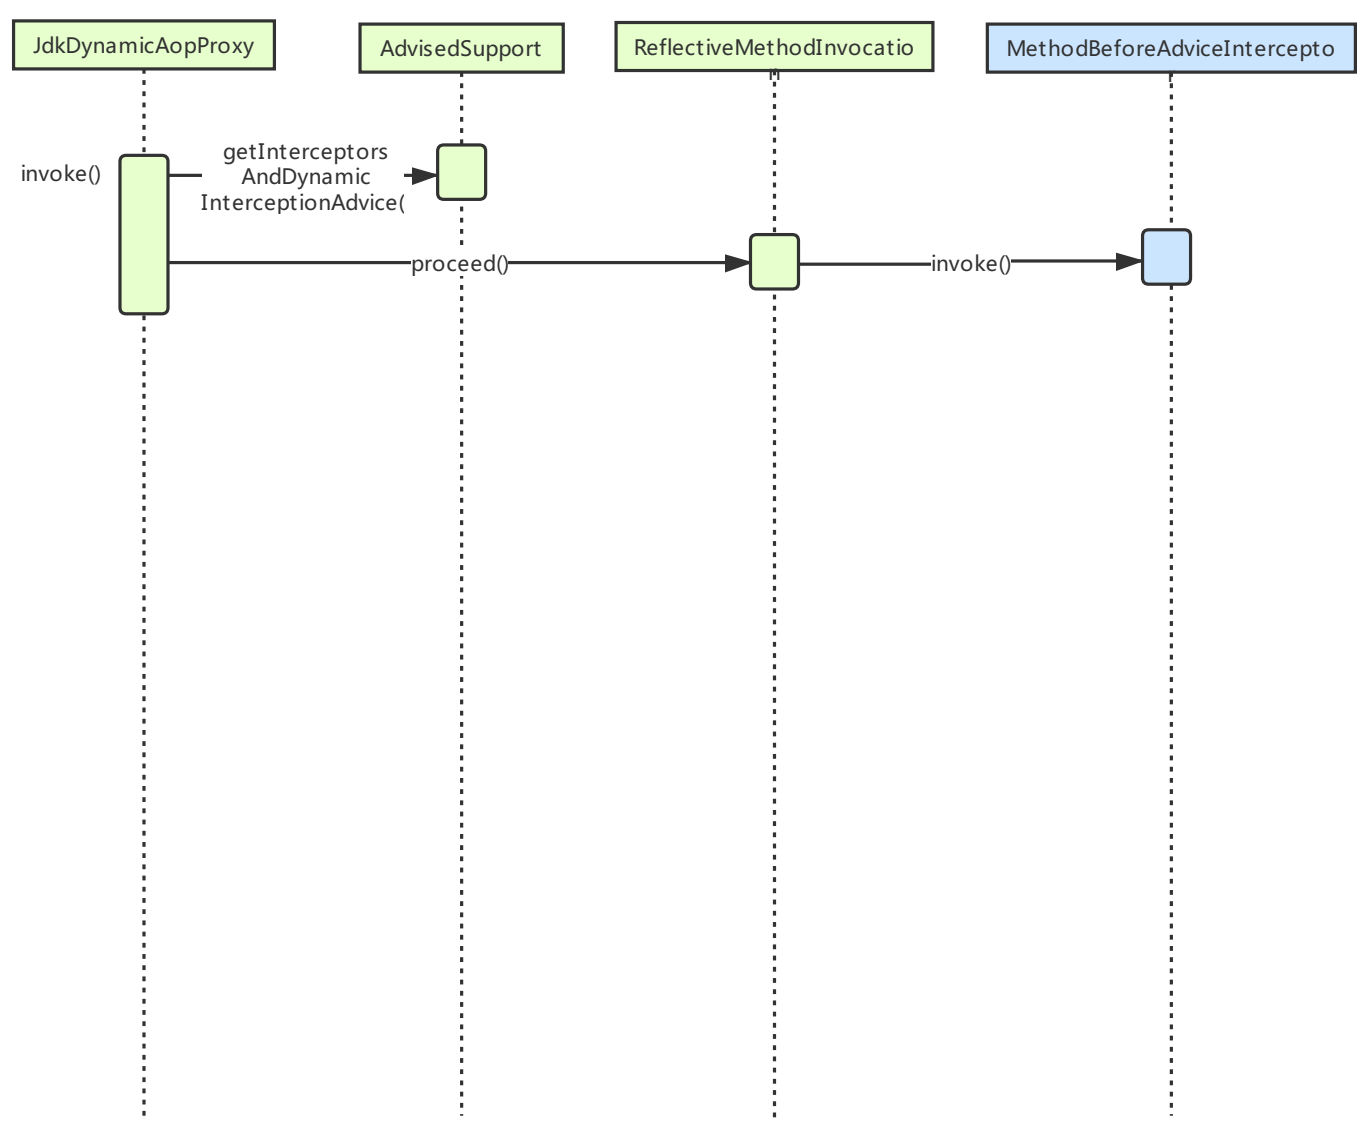 JdkDynamicAopProxy
AdvisedSupport
ReflectiveMethodInvocatio
MethodBeforeAdviceIntercepto
invoke()
getInterceptors
AndDynamic
InterceptionAdvice(
proceed()
invoke()